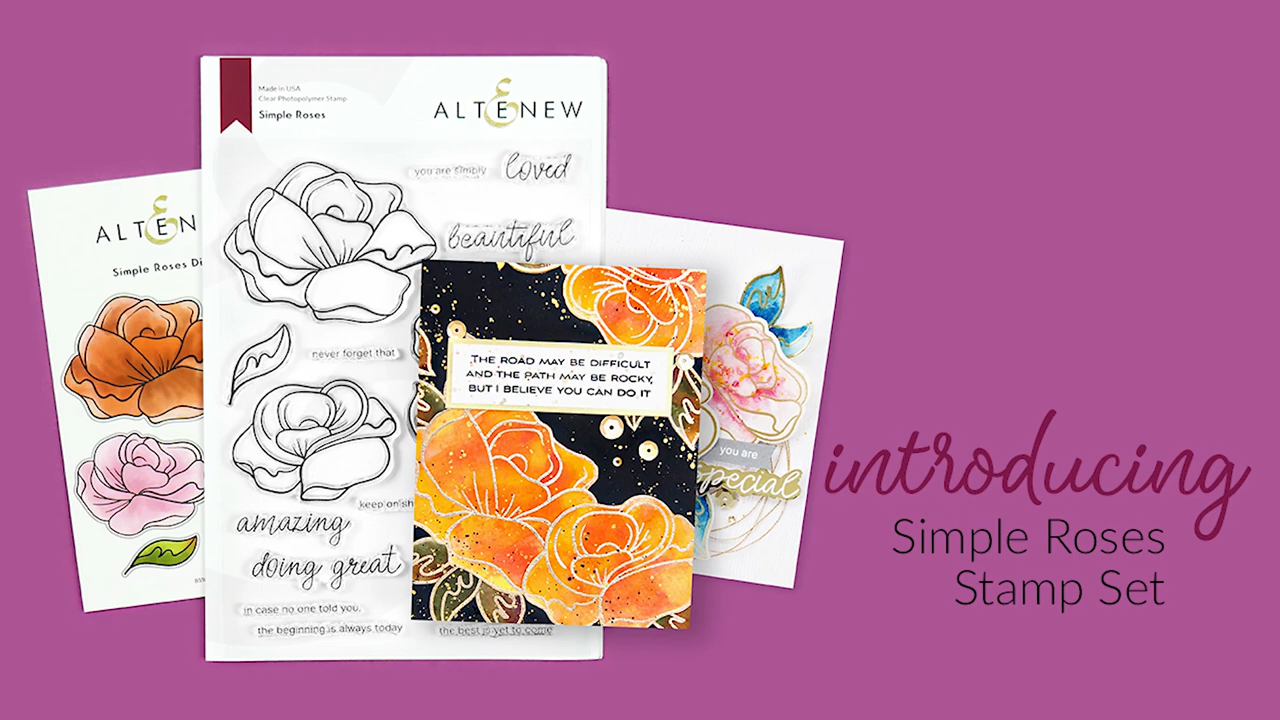 Made in USA
Clear Photopolymer Stamp
Simple Roses
ALTENEW
you are simply loved
beautiful
never forget that
amazing
doing great
in case no one told you,
the beginning is always today
the best is yet to come
ALTEN
Simple Roses Di
THE ROAD MAY BE DIFFICULT
AND THE PATH MAY BE ROCKY,
BUT I BELIEVE YOU CAN DO IT
you are
special
introducing
Simple Roses
Stamp Set